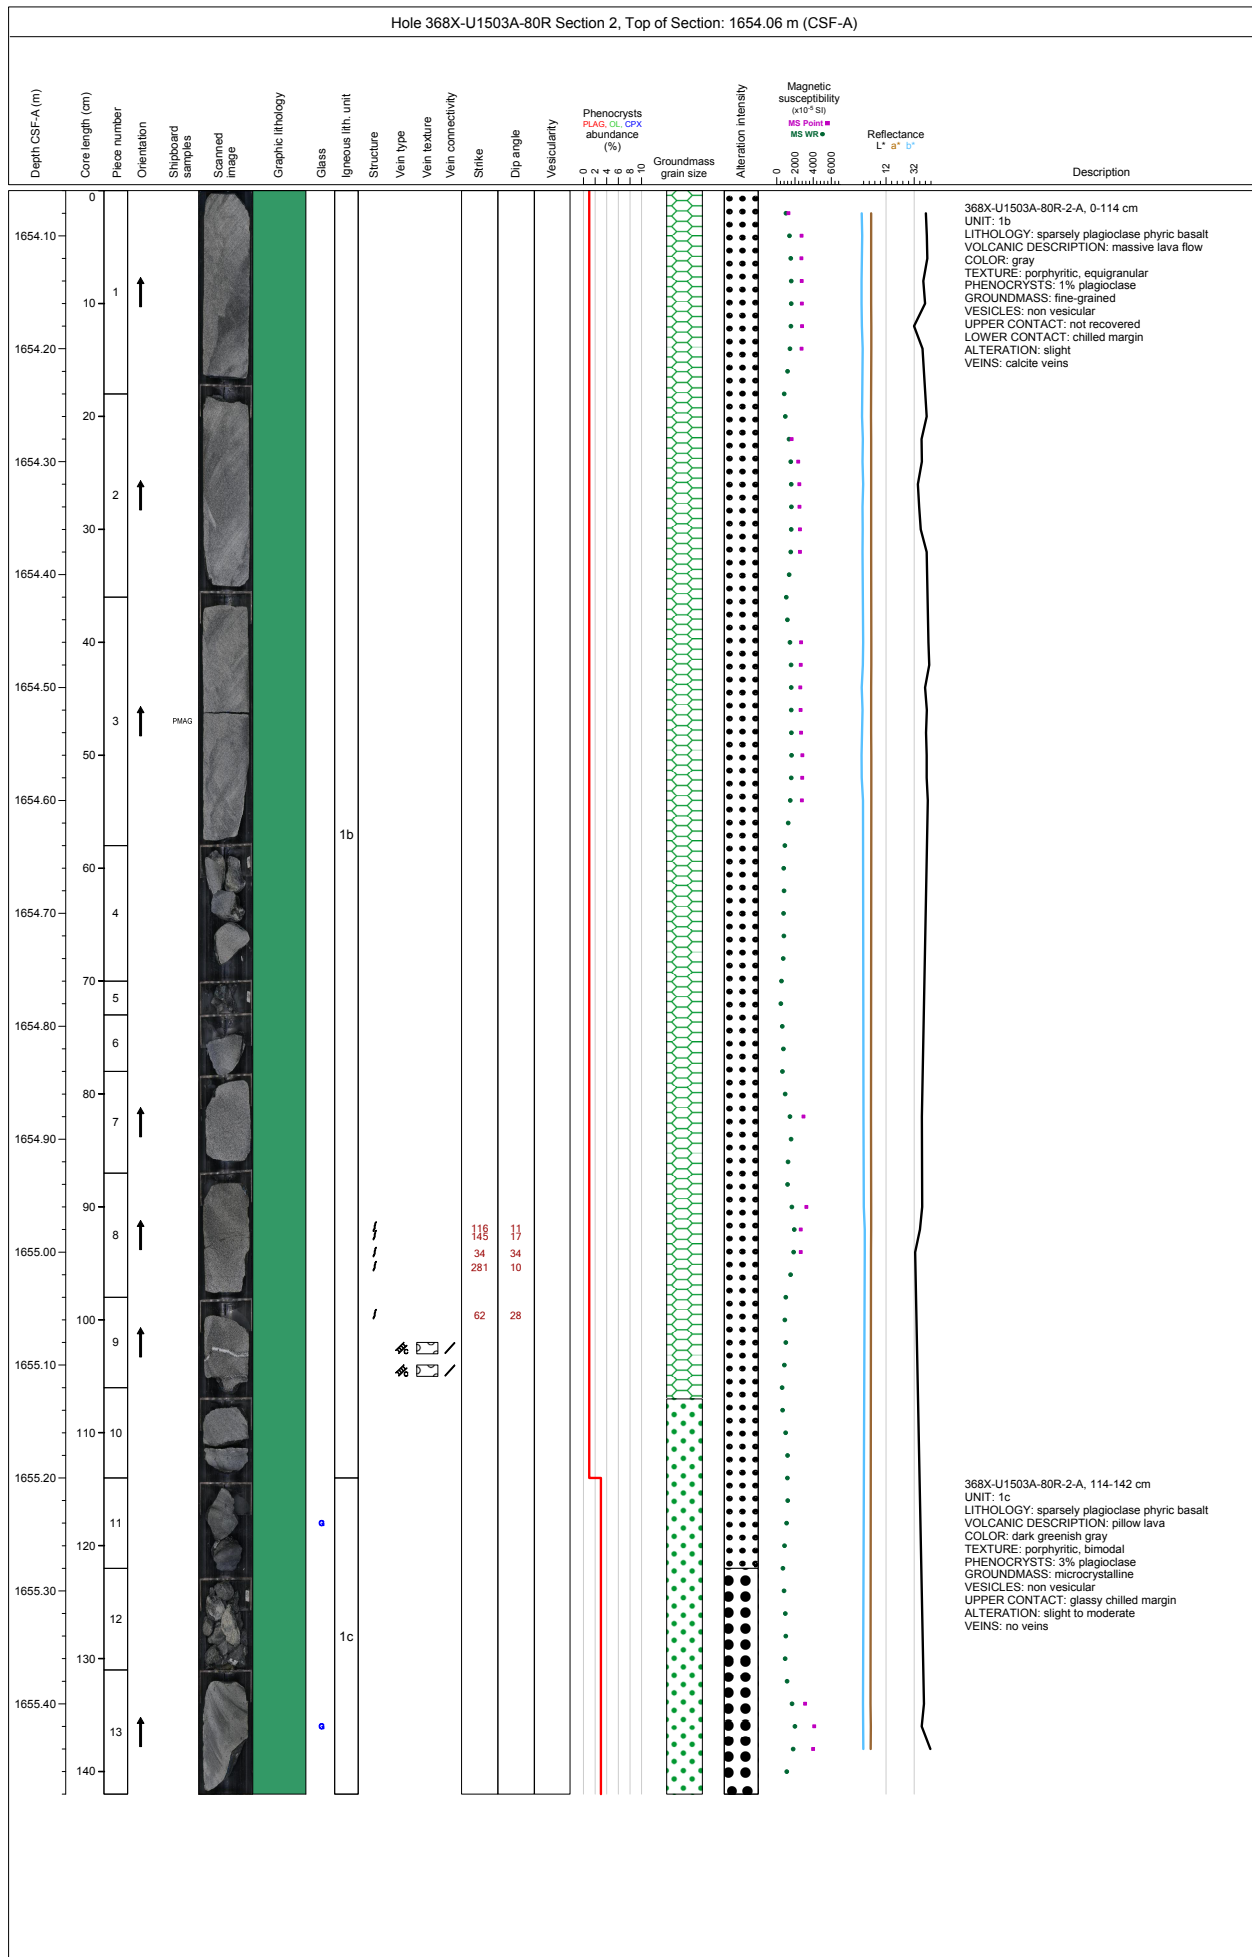 Hole 368X-U1503A-80R Section 2, Top of Section: 1654.06 m (CSF-A)
Depth CSF-A (m)
Core length (cm)
Piece number
Orientation
Shipboard
samples
Scanned
image
Graphic lithology
Glass
Igneous lith. unit
Structure
Vein type
Vein texture
Vein connectivity
Strike
Dip angle
Vesicularity
Phenocrysts
PLAG, OL, CPX
abundance
(%)
0 2 4 6 8 10
Groundmass
grain size
Alteration intensity
Magnetic
susceptibility
(x10-5 SI)
MS Point
MS WR
0 2000 4000 6000
Reflectance
L* a* b*
12 32
Description
0
368X-U1503A-80R-2-A, 0-114 cm
UNIT: 1b
LITHOLOGY: sparsely plagioclase phyric basalt
VOLCANIC DESCRIPTION: massive lava flow
COLOR: gray
TEXTURE: porphyritic, equigranular
PHENOCRYSTS: 1% plagioclase
GROUNDMASS: fine-grained
VESICLES: non vesicular
UPPER CONTACT: not recovered
LOWER CONTACT: chilled margin
ALTERATION: slight
VEINS: calcite veins
1654.10
1
10
1654.20
20
1654.30
2
30
1654.40
40
1654.50
3 PMAG
50
1654.60
1b
60
4
1654.70
70
5
1654.80
6
80
7
1654.90
90
116 11
8
145 17
1655.00
34 34
281 10
62 28
100
9
1655.10
110
10
1655.20
368X-U1503A-80R-2-A, 114-142 cm
UNIT: 1c
LITHOLOGY: sparsely plagioclase phyric basalt
VOLCANIC DESCRIPTION: pillow lava
COLOR: dark greenish gray
TEXTURE: porphyritic, bimodal
PHENOCRYSTS: 3% plagioclase
GROUNDMASS: microcrystalline
VESICLES: non vesicular
UPPER CONTACT: glassy chilled margin
ALTERATION: slight to moderate
VEINS: no veins
11 G
120
1655.30
12
1c
130
1655.40
13 G
140